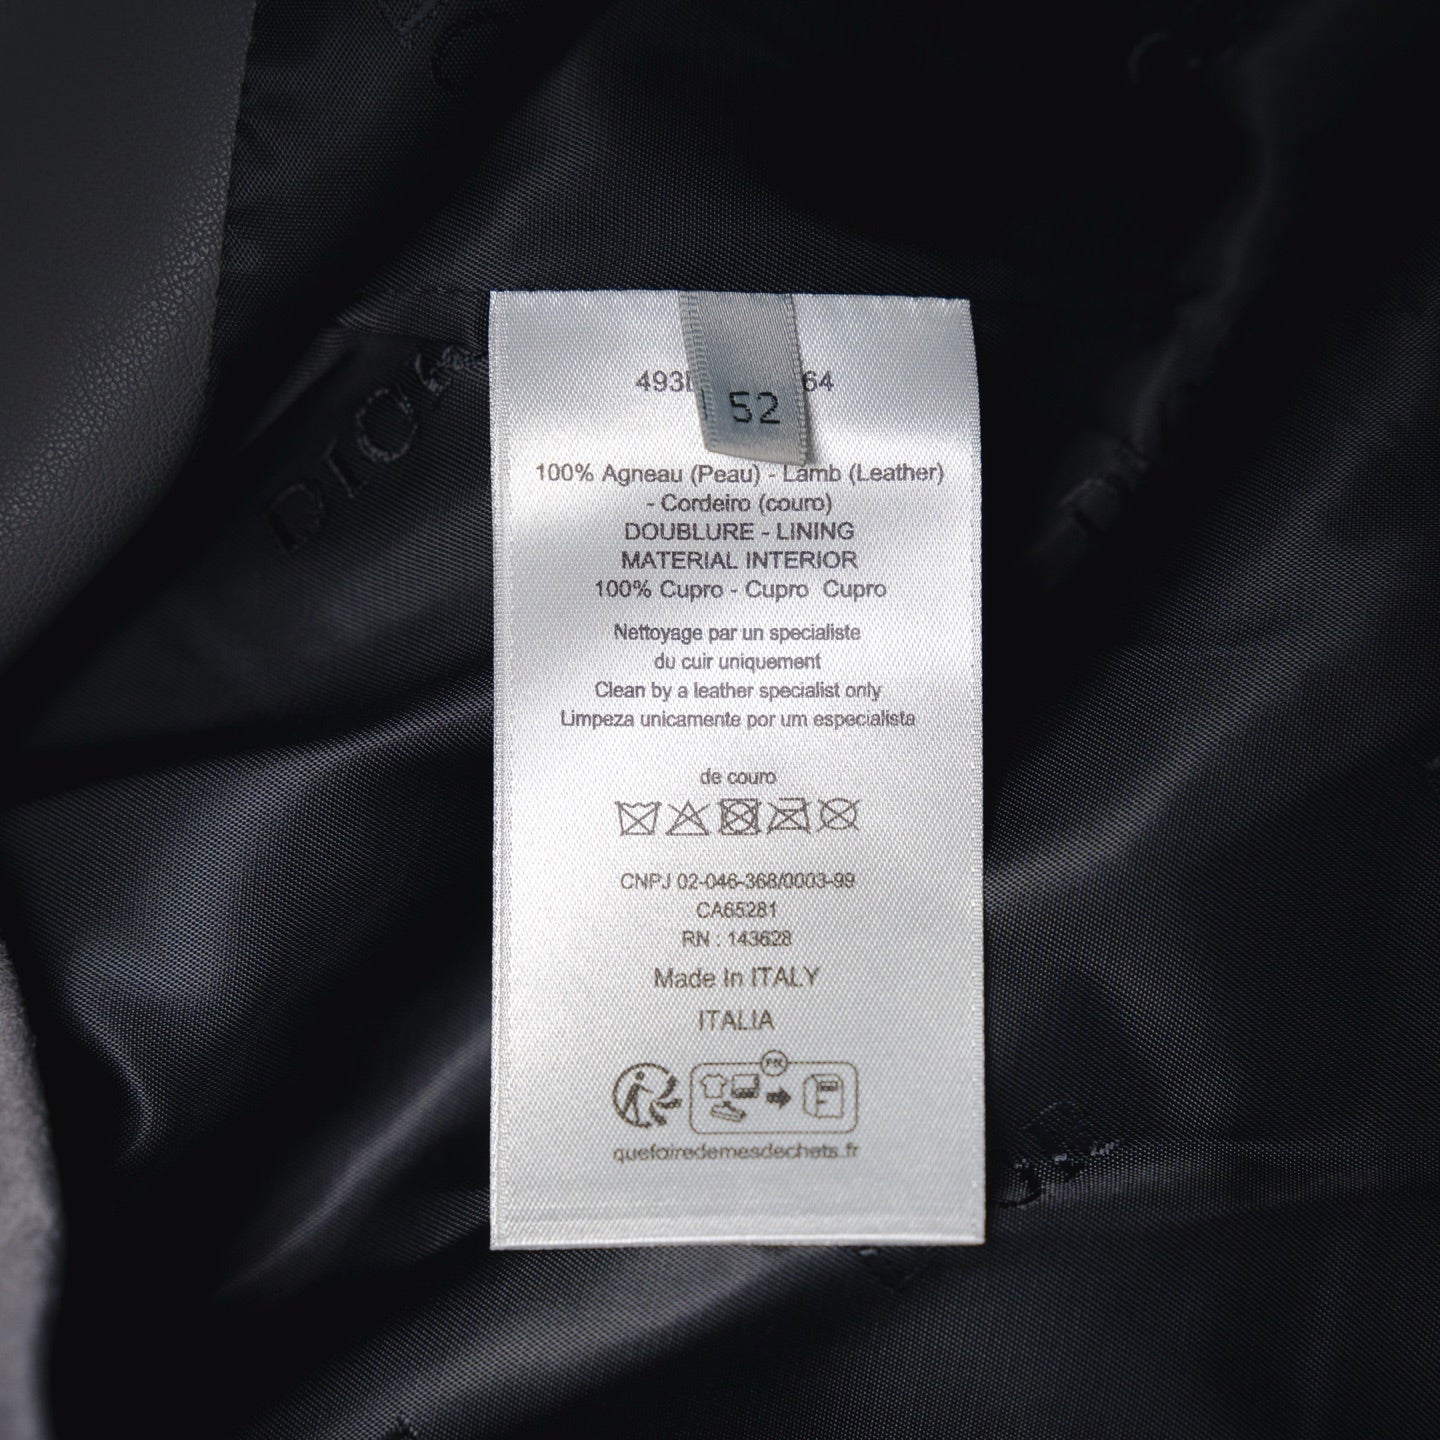 DIOR
52
100% Agneau (Peau) - Lamb (Leather)
- Cordeiro (couro)
DOUBLURE - LINING
MATERIAL INTERIOR
100% Cupro - Cupro Cupro
Nettoyage par un specialiste
du cuir uniquement
Clean by a leather specialist only
Limpeza unicamente por um especialista
de couro
CNPJ 02-046-368/0003-99
CA65281
RN : 143628
Made In ITALY
ITALIA
FR
quefairedemesdechets.fr